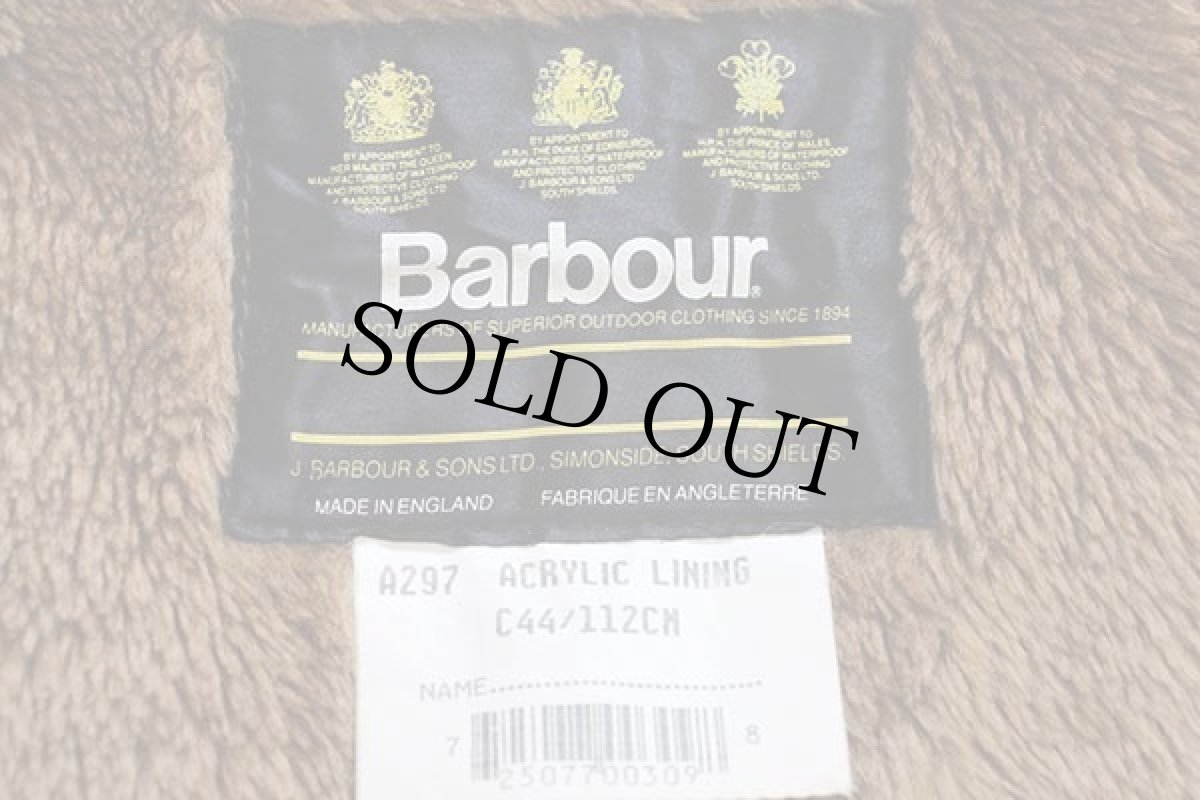 BY APPOINTMENT TO
HER MAJESTY THE QUEEN
MANUFACTURERS OF WATERPROOF
AND PROTECTIVE CLOTHING
J BARBOUR & SONS LTD
SOUTH SHIELDS
BY APPOINTMENT TO
H.R.H. THE DUKE OF EDINBURGH,
MANUFACTURERS OF WATERPROOF
AND PROTECTIVE CLOTHING
J BARBOUR & SONS LTD.
SOUTH SHIELDS.
BY APPOINTMENT TO
H.R.H. THE PRINCE OF WALES
MANUFACTURERS OF WATERPROOF
AND PROTECTIVE CLOTHING
J. BARBOUR & SONS LTD.
SOUTH SHIELDS.
Barbour®
MANUFACTURERS OF SUPERIOR OUTDOOR CLOTHING SINCE 1894
SOLD OUT
J. BARBOUR & SONS LTD., SIMONSIDE, SOUTH SHIELDS.
MADE IN ENGLAND FABRIQUE EN ANGLETERRE
A297 ACRYLIC LINING
C44/112CM
NAME..............................
7 2507700309 8